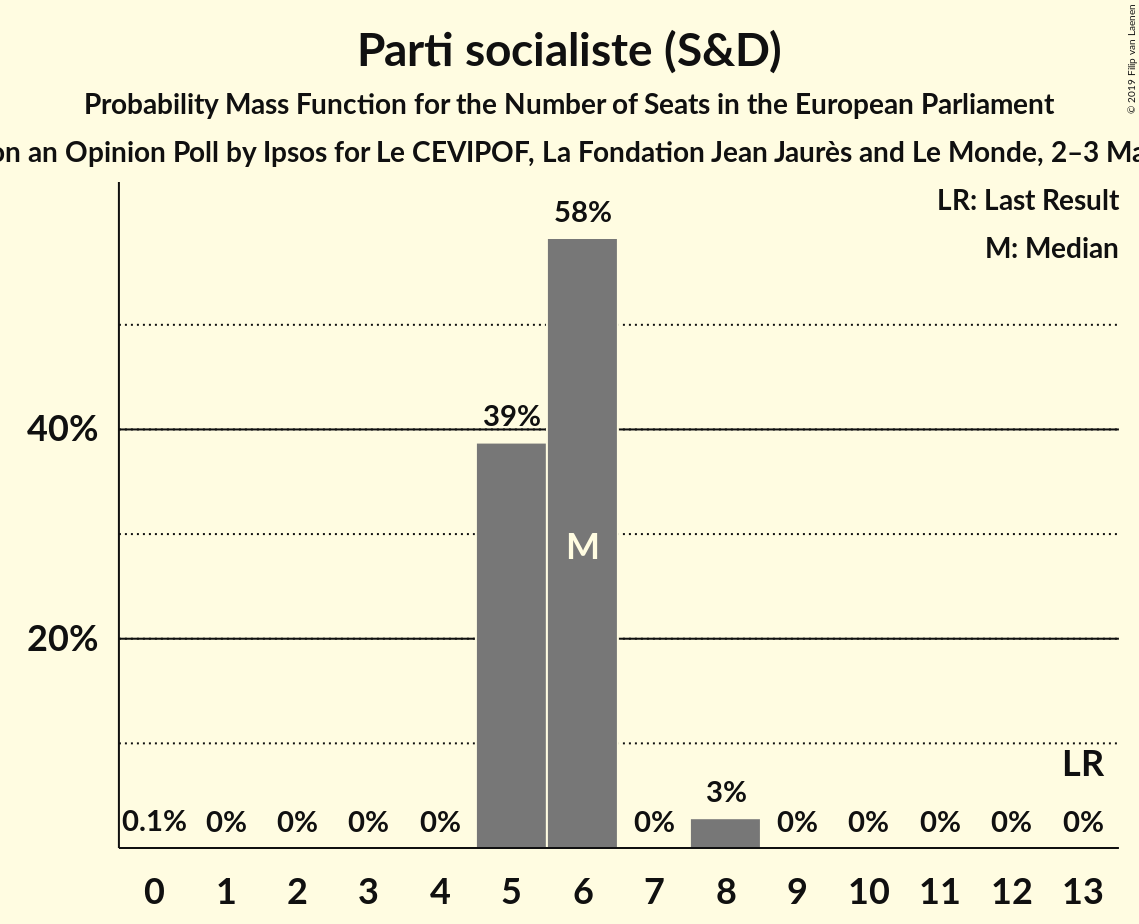 Parti socialiste (S&D)
Probability Mass Function for the Number of Seats in the European Parliament
on an Opinion Poll by Ipsos for Le CEVIPOF, La Fondation Jean Jaurès and Le Monde, 2–3 Ma
© 2019 Filip van Laenen
LR: Last Result
M: Median
58%
39%
40%
M
20%
LR
3%
0.1% 0% 0% 0% 0% 0% 0% 0% 0% 0% 0%
0 1 2 3 4 5 6 7 8 9 10 11 12 13